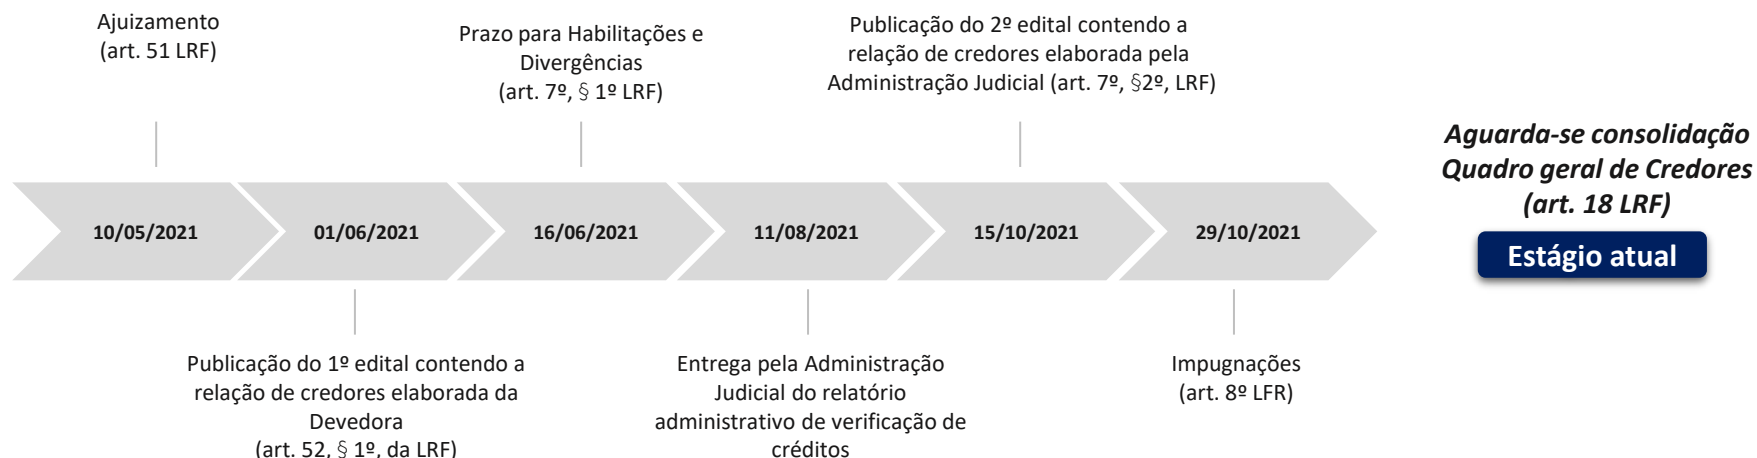 Ajuizamento
(art. 51 LRF)
Prazo para Habilitações e
Divergências
(art. 7º, § 1º LRF)
Publicação do 2º edital contendo a
relação de credores elaborada pela
Administração Judicial (art. 7º, §2º, LRF)
10/05/2021
01/06/2021
16/06/2021
11/08/2021
15/10/2021
29/10/2021
Aguarda-se consolidação
Quadro geral de Credores
(art. 18 LRF)
Estágio atual
Publicação do 1º edital contendo a
relação de credores elaborada da
Devedora
(art. 52, § 1º, da LRF)
Entrega pela Administração
Judicial do relatório
administrativo de verificação de
créditos
Impugnações
(art. 8º LFR)